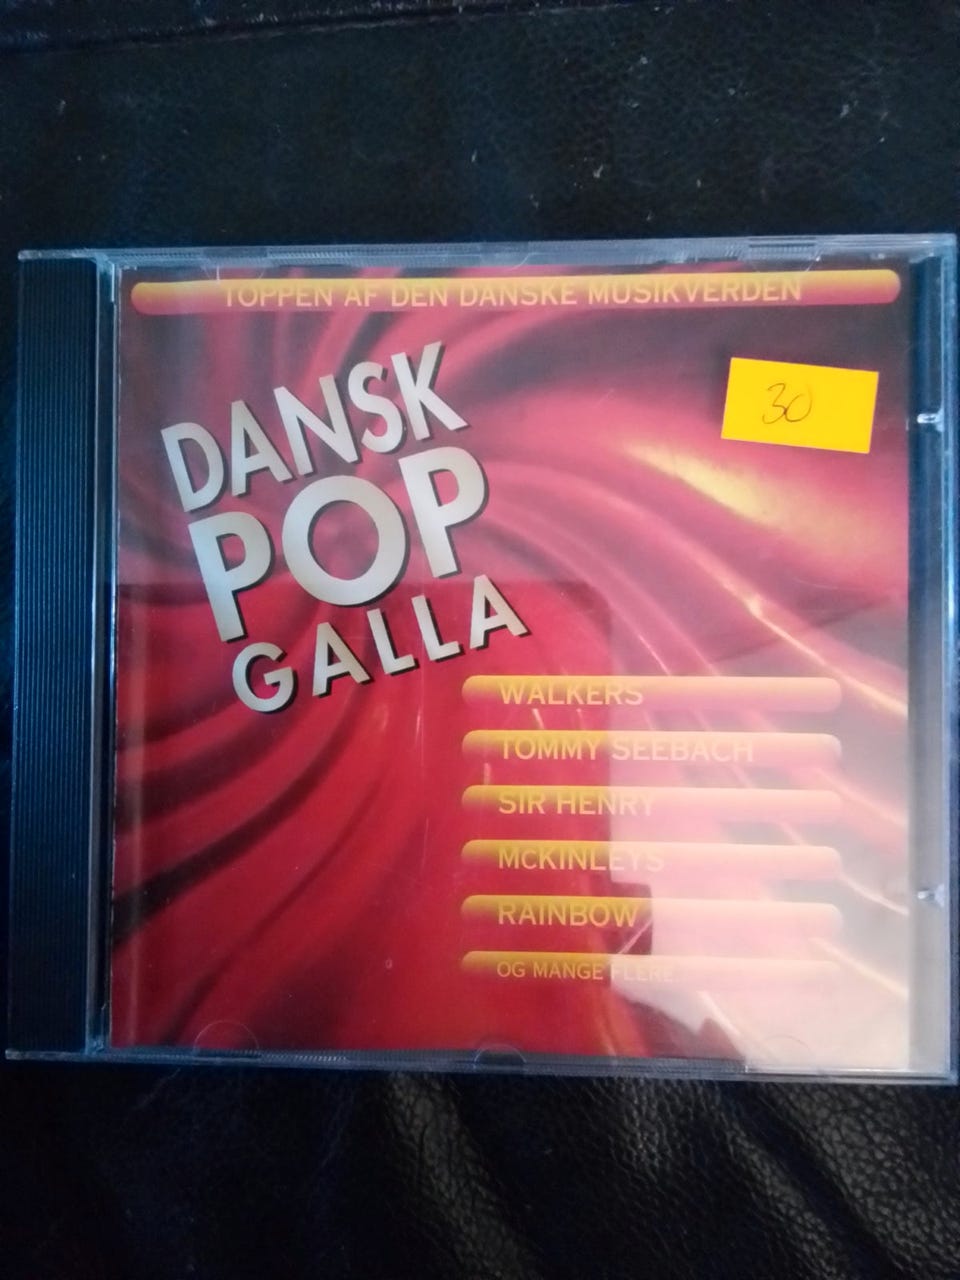 TOPPEN AF DEN DANSKE MUSIKVERDEN
30
DANSK
POP
GALLA
WALKERS
TOMMY SEEBACH
SIR HENRY
McKINLEYS
RAINBOW
OG MANGE FLERE..